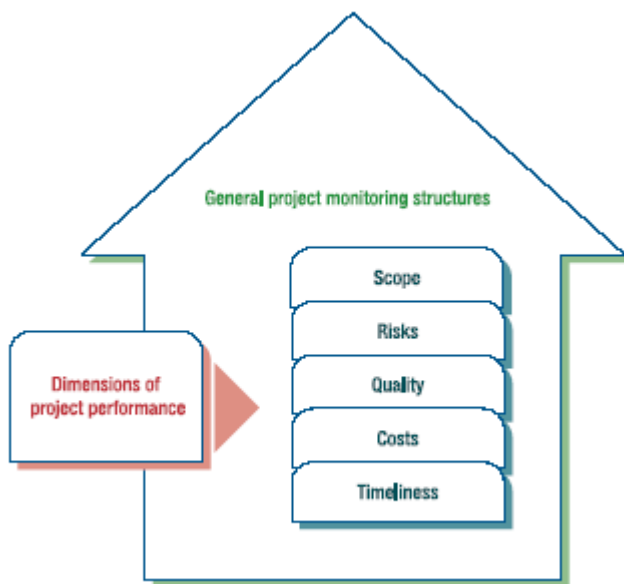 General project monitoring structures
Scope
Risks
Quality
Costs
Timeliness
Dimensions of
project performance